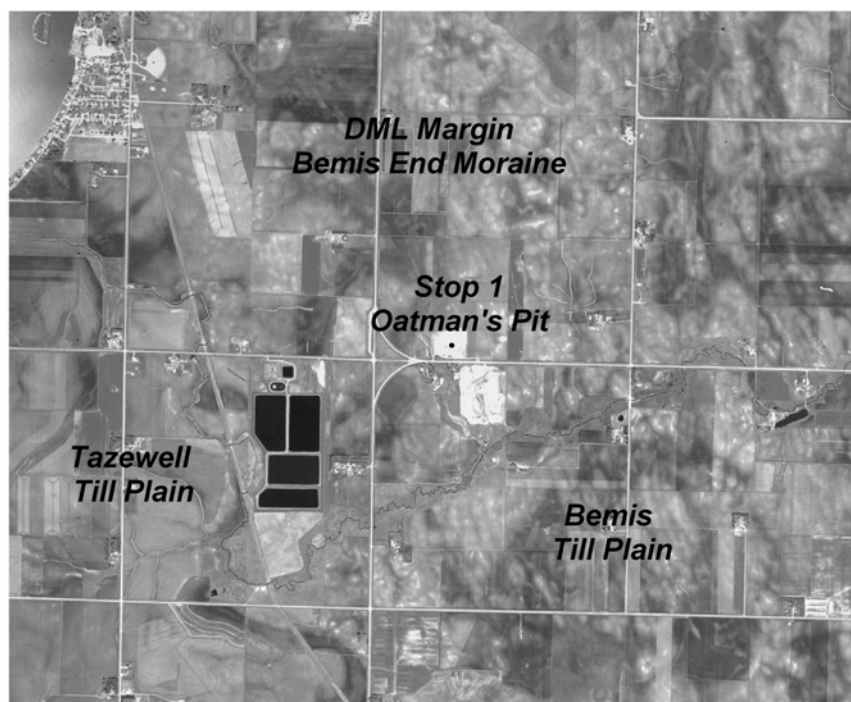 DML Margin
Bemis End Moraine
Stop 1
Oatman's Pit
Tazewell
Till Plain
Bemis
Till Plain